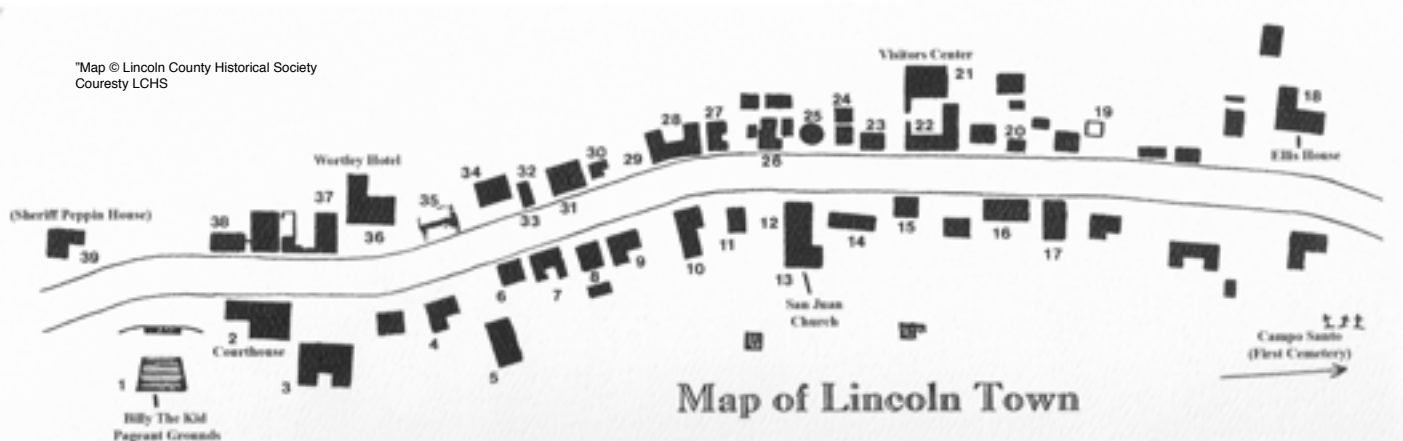 "Map © Lincoln County Historical Society
Couresty LCHS
Visitors Center
21
18
24
19
28
27
25
23
22
20
Ellis House
26
30
29
Wortley Hotel
34
32
31
33
35
37
36
38
(Sheriff Peppin House)
39
15
16
17
14
12
11
13
10
9
8
7
6
San Juan
Church
Campo Santo
(First Cemetery)
2
Courthouse
4
5
3
1
Billy The Kid
Pageant Grounds
Map of Lincoln Town